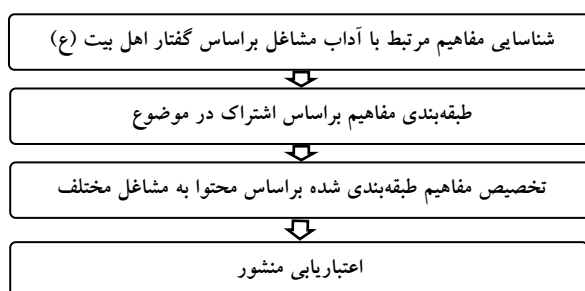 شناسایی مفاهیم مرتبط با آداب مشاغل براساس گفتار اهل بیت (ع)
طبقه‌بندی مفاهیم براساس اشتراک در موضوع
تخصیص مفاهیم طبقه‌بندی شده براساس محتوا به مشاغل مختلف
اعتباریابی منشور